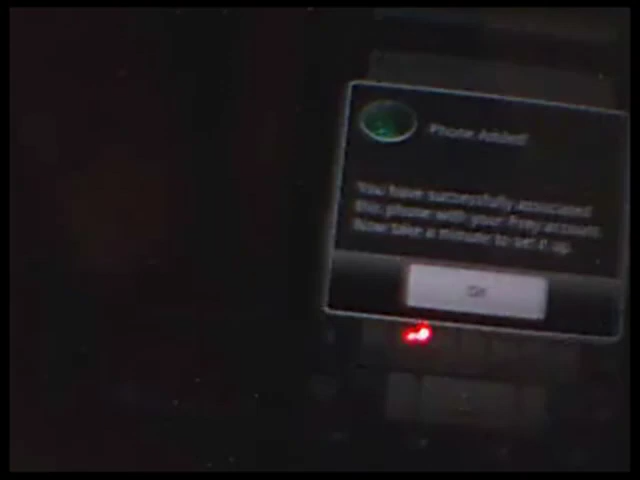 Phone Added!
You have successfully associated
this phone with your Prey account.
Now take a minute to set it up.
OK